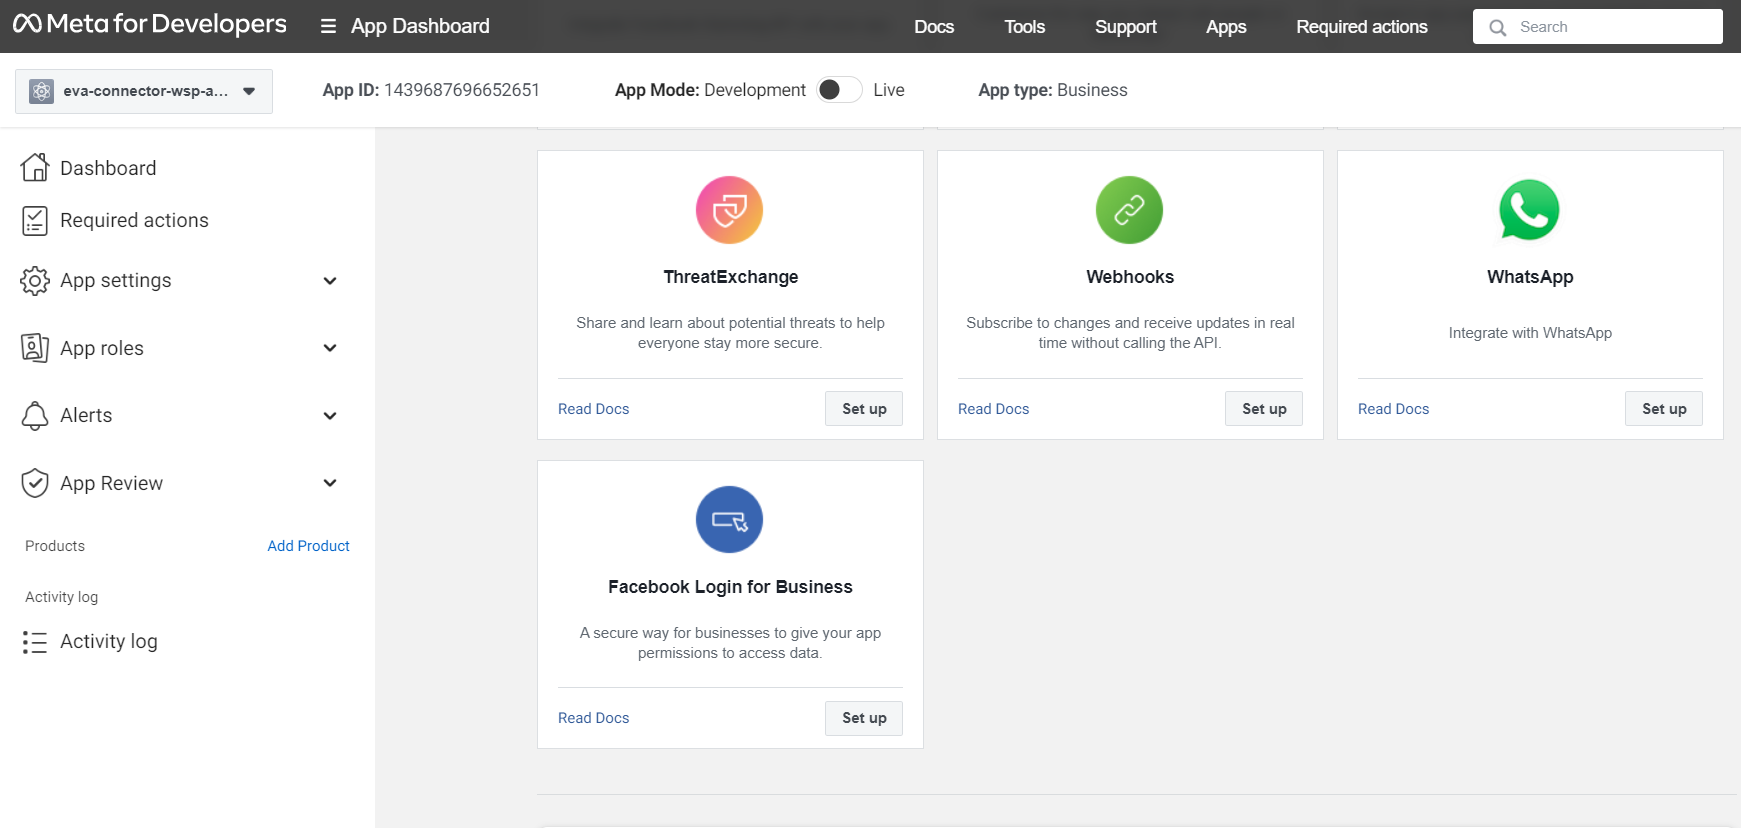 Meta for Developers
App Dashboard
Docs
Tools
Support
Apps
Required actions
Search
eva-connector-wsp-a...
App ID: 1439687696652651
App Mode: Development
Live
App type: Business
Dashboard
Required actions
App settings
App roles
Alerts
App Review
Products
Add Product
Activity log
Activity log
ThreatExchange
Share and learn about potential threats to help
everyone stay more secure.
Read Docs
Set up
Webhooks
Subscribe to changes and receive updates in real
time without calling the API.
Read Docs
Set up
WhatsApp
Integrate with WhatsApp
Read Docs
Set up
Facebook Login for Business
A secure way for businesses to give your app
permissions to access data.
Read Docs
Set up